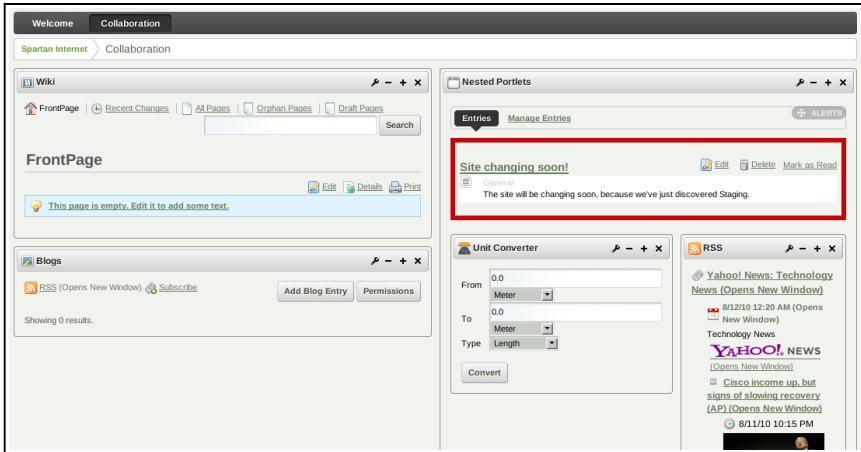 Welcome Collaboration
Spartan Internet Collaboration
Wiki
FrontPage Recent Changes All Pages Orphan Pages Draft Pages
Search
FrontPage
Edit Details Print
This page is empty. Edit it to add some text.
Blogs
RSS (Opens New Window) Subscribe
Add Blog Entry Permissions
Showing 0 results.
Nested Portlets
ALERTS
Entries Manage Entries
Site changing soon! Edit Delete Mark as Read
General
The site will be changing soon, because we've just discovered Staging.
Unit Converter
From 0.0
Meter
To 0.0
Meter
Type Length
Convert
RSS
Yahoo! News: Technology
News (Opens New Window)
8/12/10 12:20 AM (Opens
New Window)
Technology News
YAHOO! NEWS
(Opens New Window)
Cisco income up, but
signs of slowing recovery
(AP) (Opens New Window)
8/11/10 10:15 PM